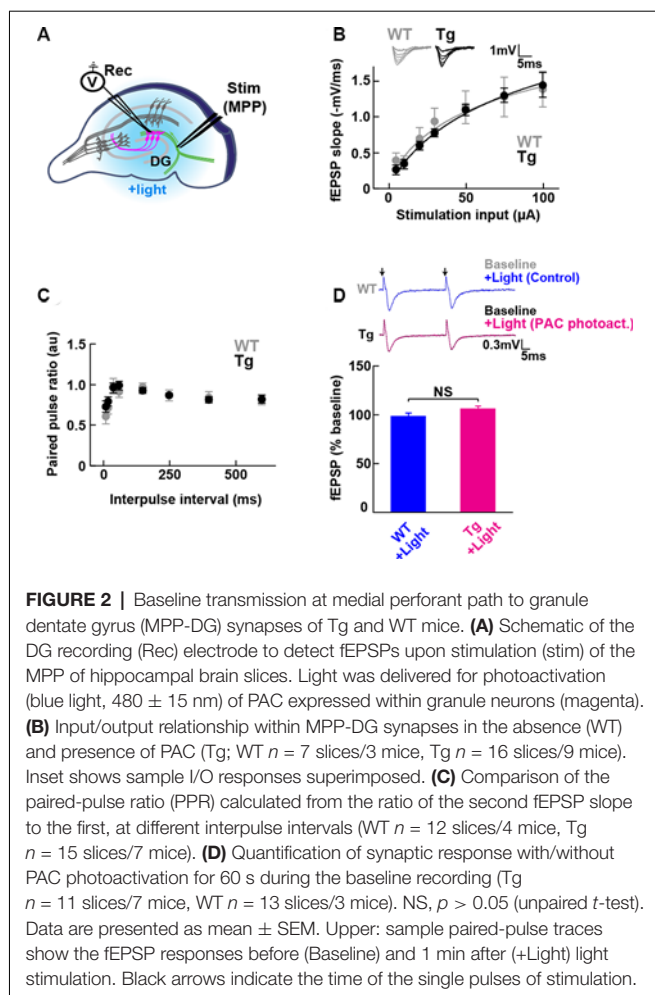 A
Rec
V
Stim
(MPP)
DG
+light
B
WT Tg
1mV
5ms
fEPSP slope (-mV/ms)
1.5
1.0
0.5
0
0 50 100
WT
Tg
Stimulation input (µA)
C
Paired pulse ratio (au)
1.5
1.0
0.5
0
WT
Tg
0 250 500
Interpulse interval (ms)
D
Baseline
+Light (Control)
WT
Baseline
+Light (PAC photoact.)
Tg
0.3mV
5ms
fEPSP (% baseline)
150
100
50
0
NS
WT
+Light
Tg
+Light
FIGURE 2 | Baseline transmission at medial perforant path to granule
dentate gyrus (MPP-DG) synapses of Tg and WT mice. (A) Schematic of the
DG recording (Rec) electrode to detect fEPSPs upon stimulation (stim) of the
MPP of hippocampal brain slices. Light was delivered for photoactivation
(blue light, 480 ± 15 nm) of PAC expressed within granule neurons (magenta).
(B) Input/output relationship within MPP-DG synapses in the absence (WT)
and presence of PAC (Tg; WT n = 7 slices/3 mice, Tg n = 16 slices/9 mice).
Inset shows sample I/O responses superimposed. (C) Comparison of the
paired-pulse ratio (PPR) calculated from the ratio of the second fEPSP slope
to the first, at different interpulse intervals (WT n = 12 slices/4 mice, Tg
n = 15 slices/7 mice). (D) Quantification of synaptic response with/without
PAC photoactivation for 60 s during the baseline recording (Tg
n = 11 slices/7 mice, WT n = 13 slices/3 mice). NS, p > 0.05 (unpaired t-test).
Data are presented as mean ± SEM. Upper: sample paired-pulse traces
show the fEPSP responses before (Baseline) and 1 min after (+Light) light
stimulation. Black arrows indicate the time of the single pulses of stimulation.